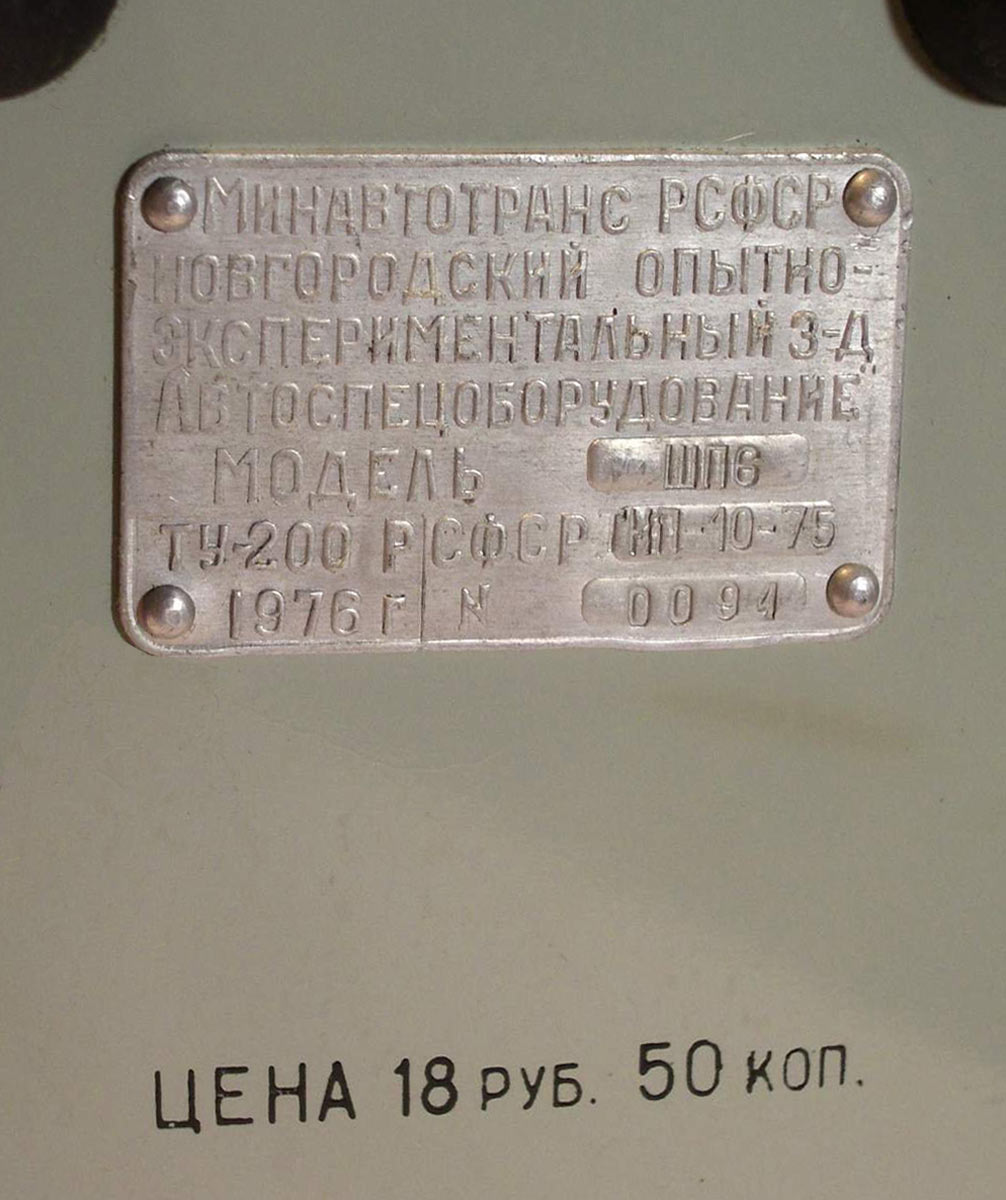 МИНАВТОТРАНС РСФСР
НОВГОРОДСКИЙ ОПЫТНО-
ЭКСПЕРИМЕНТАЛЬНЫЙ З-Д
АВТОСПЕЦОБОРУДОВАНИЕ"
МОДЕЛЬ ШП6
ТУ-200 РСФСР 10-75
1976 г N 0094
ЦЕНА 18 РУБ. 50 КОП.